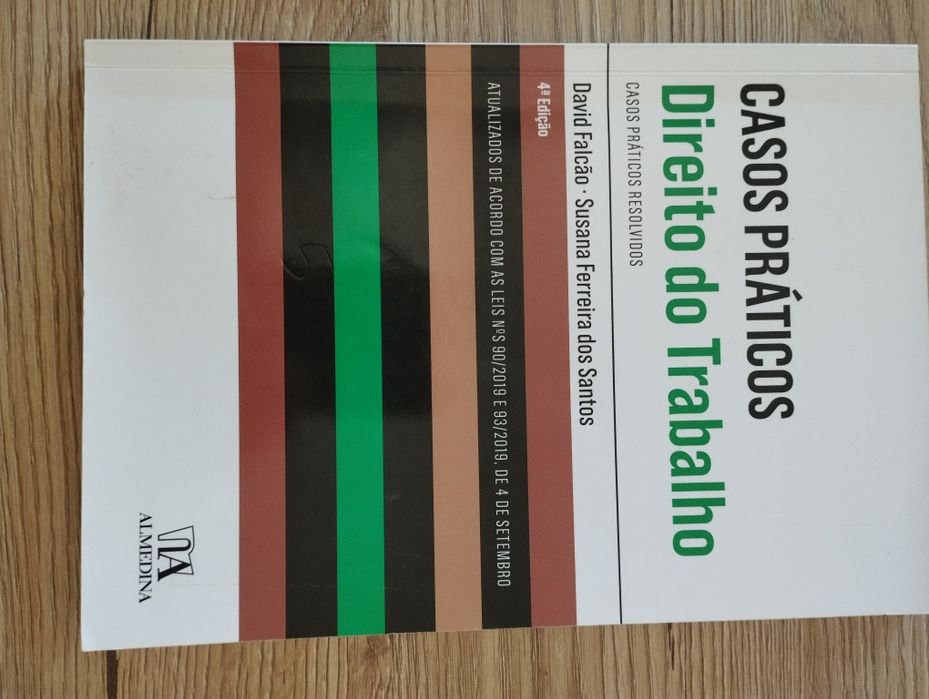 CASOS PRÁTICOS
Direito do Trabalho
CASOS PRÁTICOS RESOLVIDOS
David Falcão · Susana Ferreira dos Santos
4ª Edição
ATUALIZADOS DE ACORDO COM AS LEIS NºS 90/2019 E 93/2019, DE 4 DE SETEMBRO
ALMEDINA